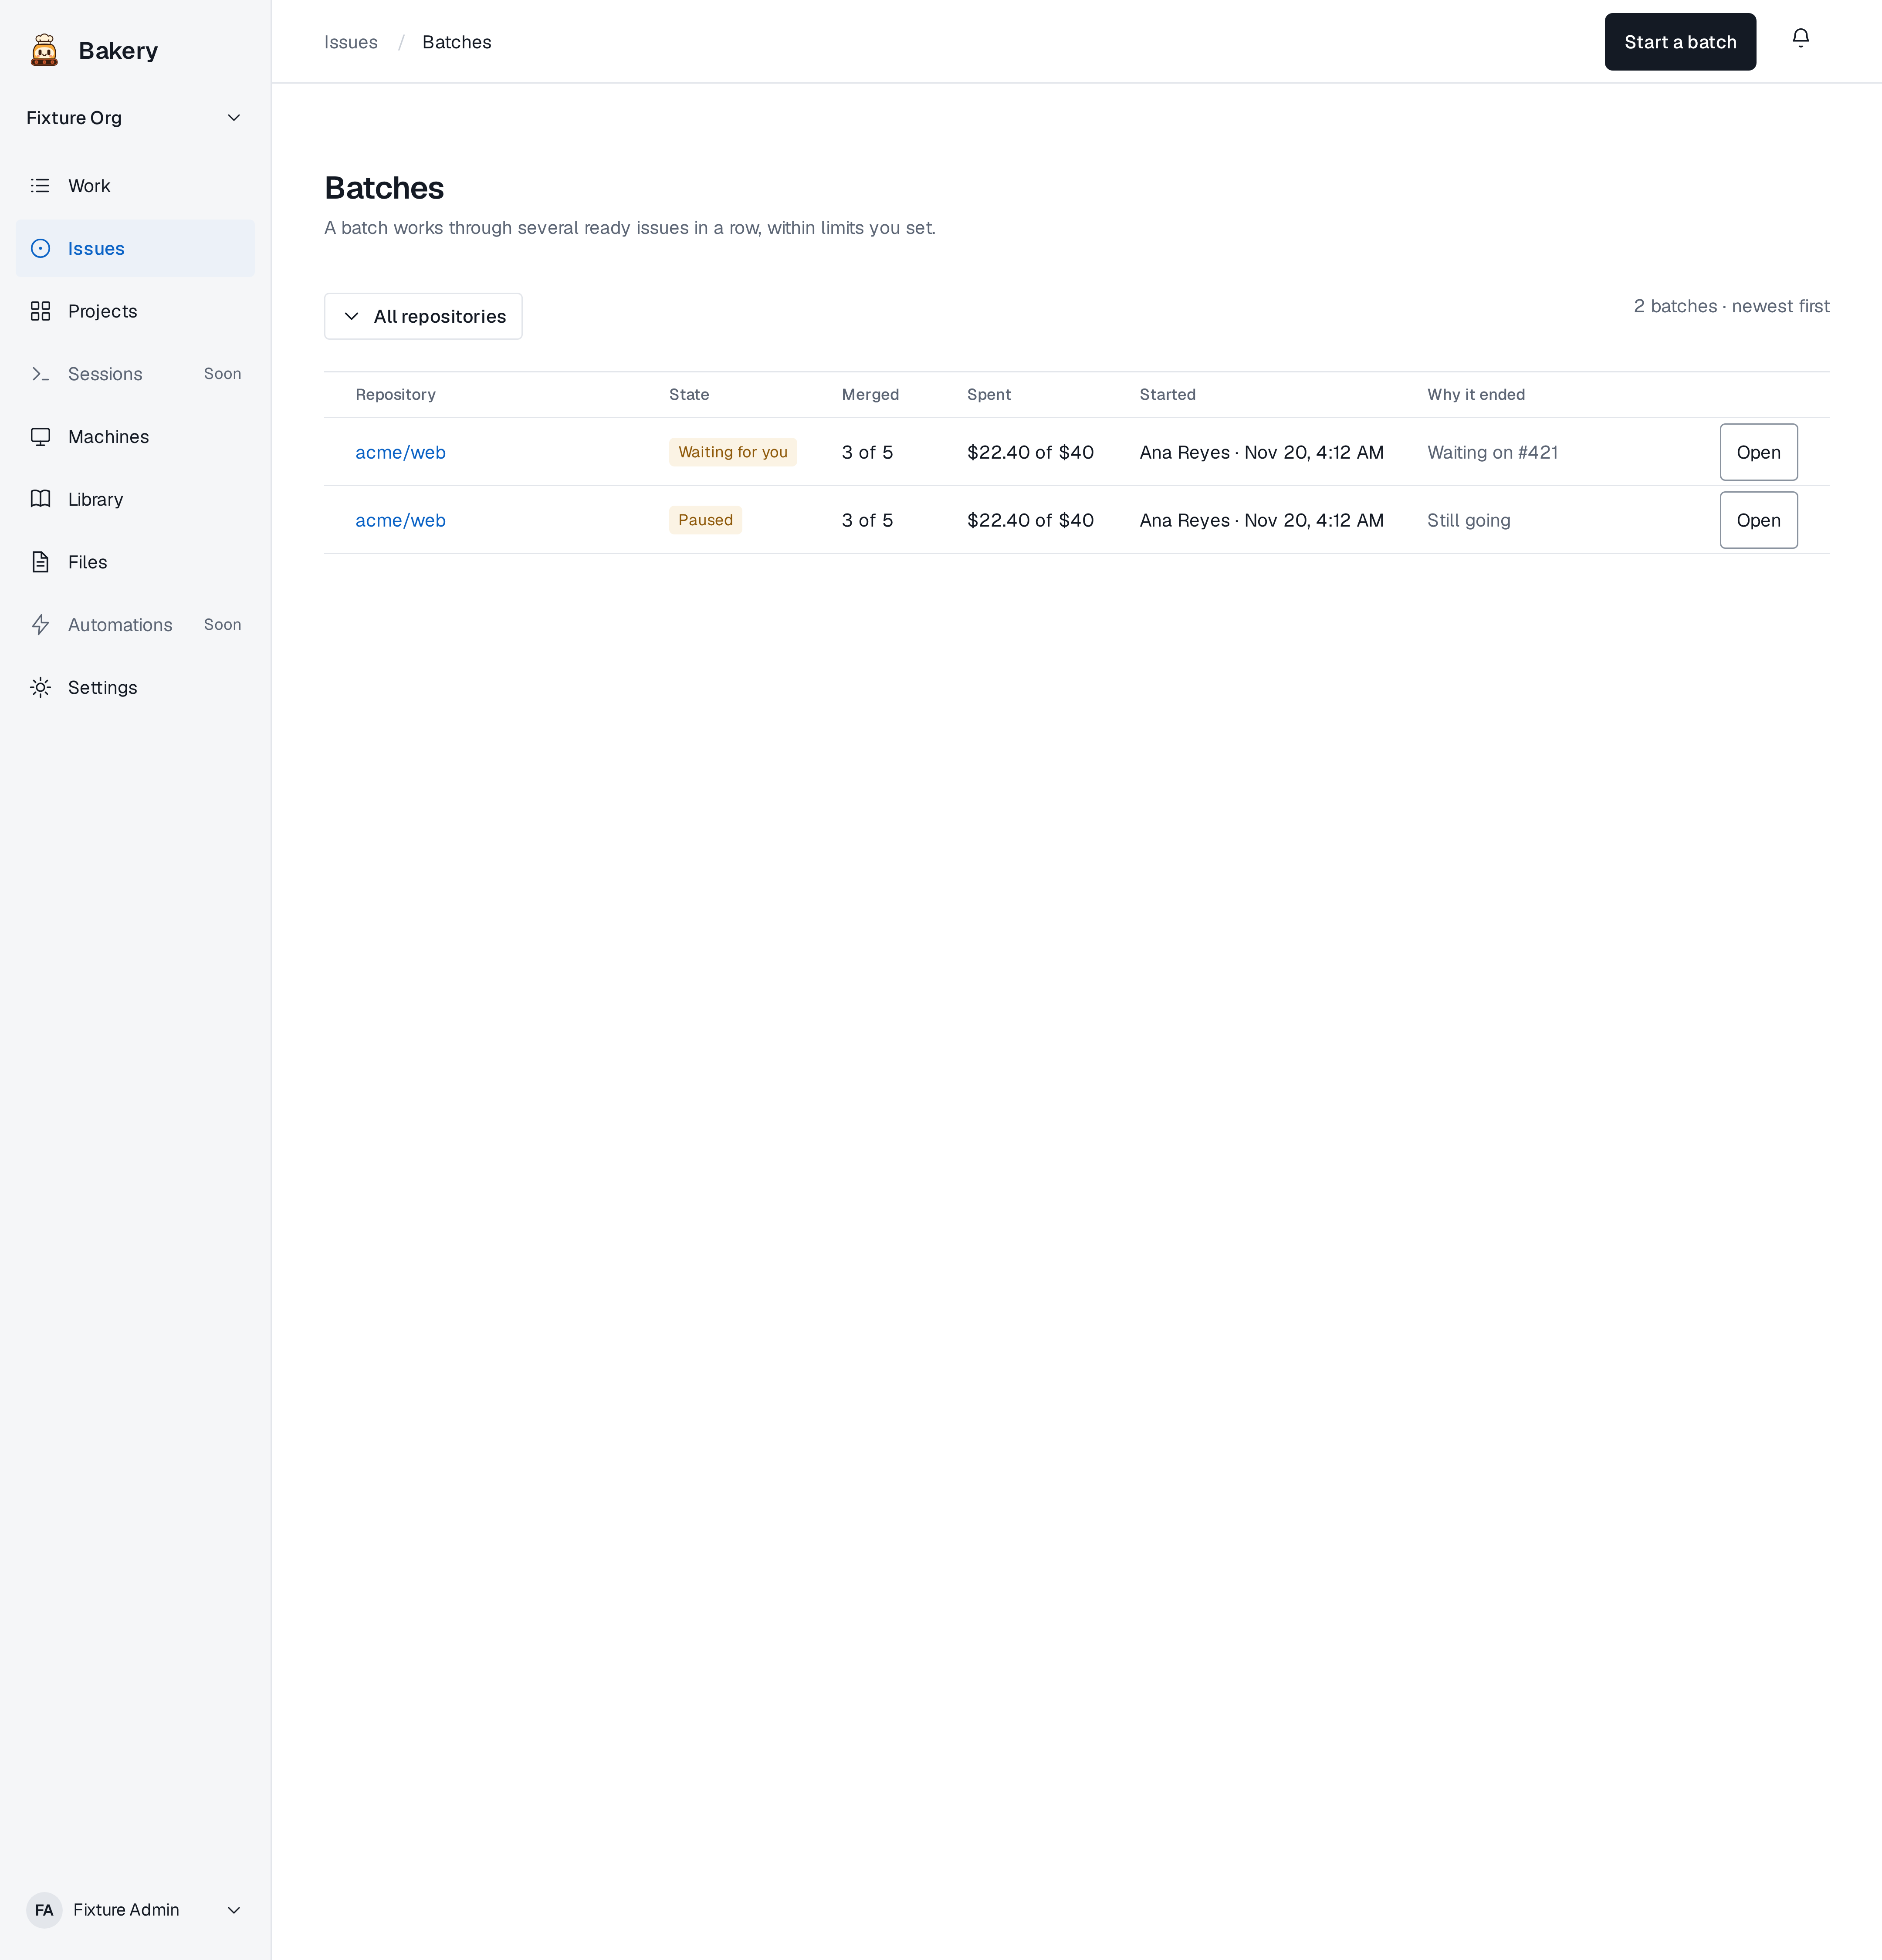 Bakery
Fixture Org
Work
Issues
Projects
Sessions Soon
Machines
Library
Files
Automations Soon
Settings
FA Fixture Admin
Issues / Batches
Start a batch
Batches
A batch works through several ready issues in a row, within limits you set.
All repositories
2 batches · newest first
Repository State Merged Spent Started Why it ended
acme/web Waiting for you 3 of 5 $22.40 of $40 Ana Reyes · Nov 20, 4:12 AM Waiting on #421 Open
acme/web Paused 3 of 5 $22.40 of $40 Ana Reyes · Nov 20, 4:12 AM Still going Open